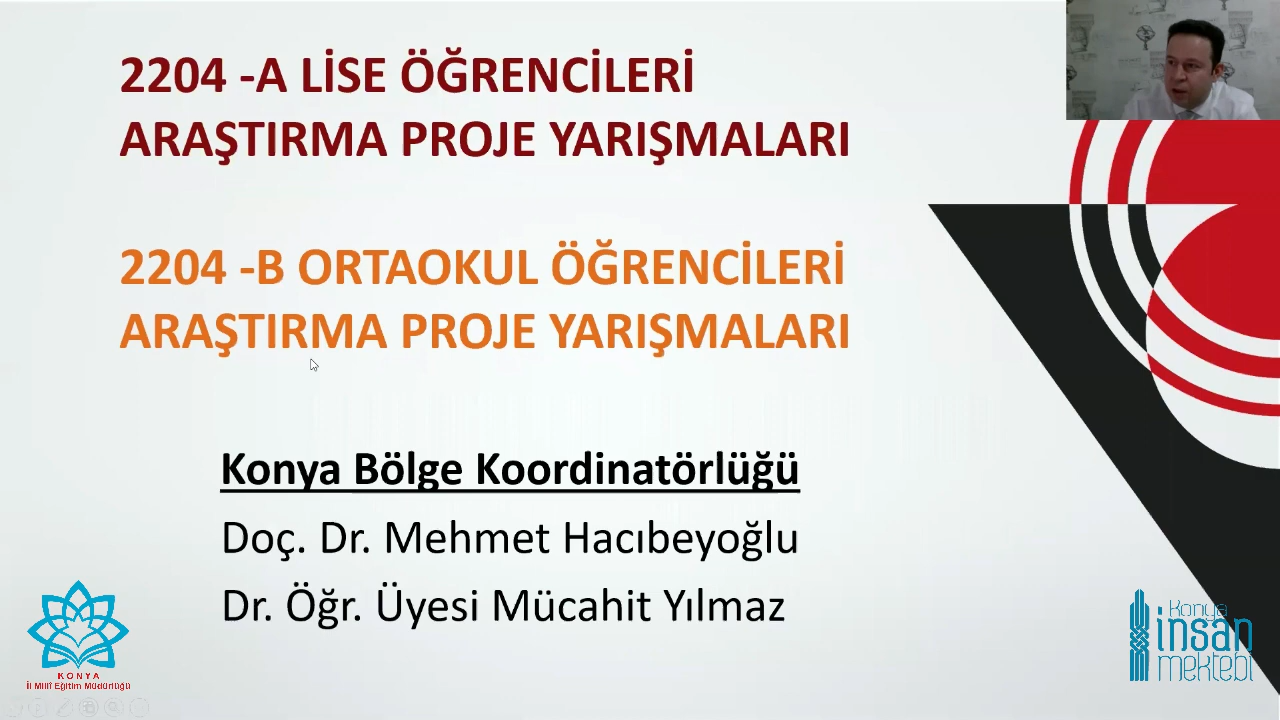 2204 -A LİSE ÖĞRENCİLERİ
ARAŞTIRMA PROJE YARIŞMALARI
2204 -B ORTAOKUL ÖĞRENCİLERİ
ARAŞTIRMA PROJE YARIŞMALARI
Konya Bölge Koordinatörlüğü
Doç. Dr. Mehmet Hacıbeyoğlu
Dr. Öğr. Üyesi Mücahit Yılmaz
KONYA
İl Millî Eğitim Müdürlüğü
Konya
insan
mektebi